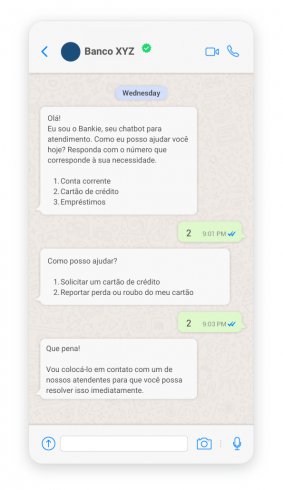 Banco XYZ
Wednesday
Olá!
Eu sou o Bankie, seu chatbot para
atendimento. Como eu posso ajudar você
hoje? Responda com o número que
corresponde à sua necessidade.
1. Conta corrente
2. Cartão de crédito
3. Empréstimos
2 9:01 PM
Como posso ajudar?
1. Solicitar um cartão de crédito
2. Reportar perda ou roubo do meu cartão
2 9:03 PM
Que pena!
Vou colocá-lo em contato com um de
nossos atendentes para que você possa
resolver isso imediatamente.